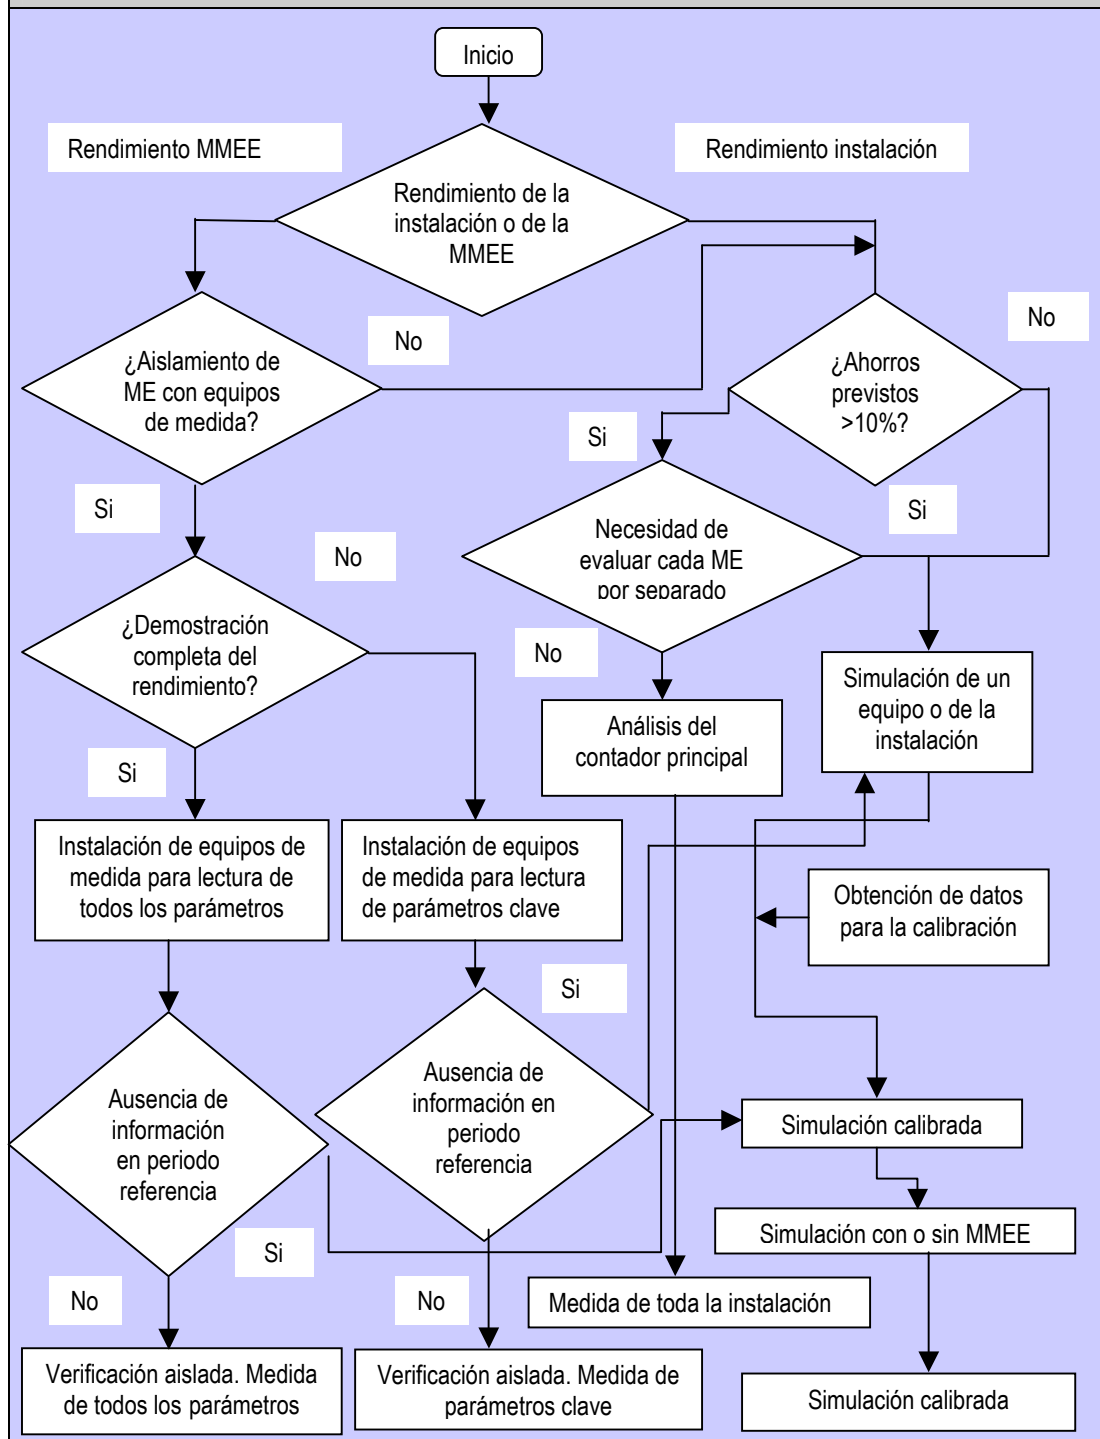 Inicio
Rendimiento MMEE
Rendimiento instalación
Rendimiento de la
instalación o de la
MMEE
No
No
¿Aislamiento de
ME con equipos
de medida?
¿Ahorros
previstos
>10%?
Si
Si
Si
Necesidad de
evaluar cada ME
por separado
No
¿Demostración
completa del
rendimiento?
No
Simulación de un
equipo o de la
instalación
Análisis del
contador principal
Si
Instalación de equipos de
medida para lectura de
todos los parámetros
Instalación de equipos
de medida para lectura
de parámetros clave
Obtención de datos
para la calibración
Si
Ausencia de
información en
periodo
referencia
Ausencia de
información
en periodo
referencia
Simulación calibrada
Simulación con o sin MMEE
Si
No
No
Medida de toda la instalación
Verificación aislada. Medida
de todos los parámetros
Verificación aislada. Medida de
parámetros clave
Simulación calibrada